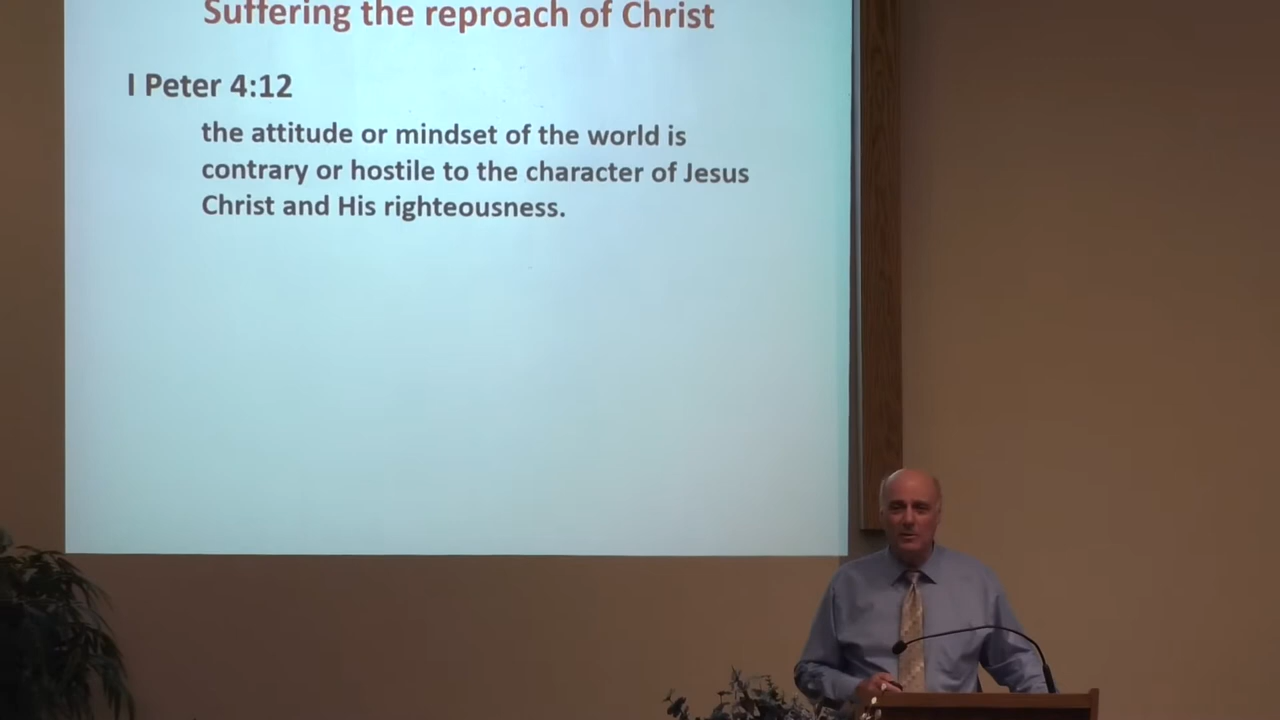 Suffering the reproach of Christ
I Peter 4:12
the attitude or mindset of the world is
contrary or hostile to the character of Jesus
Christ and His righteousness.